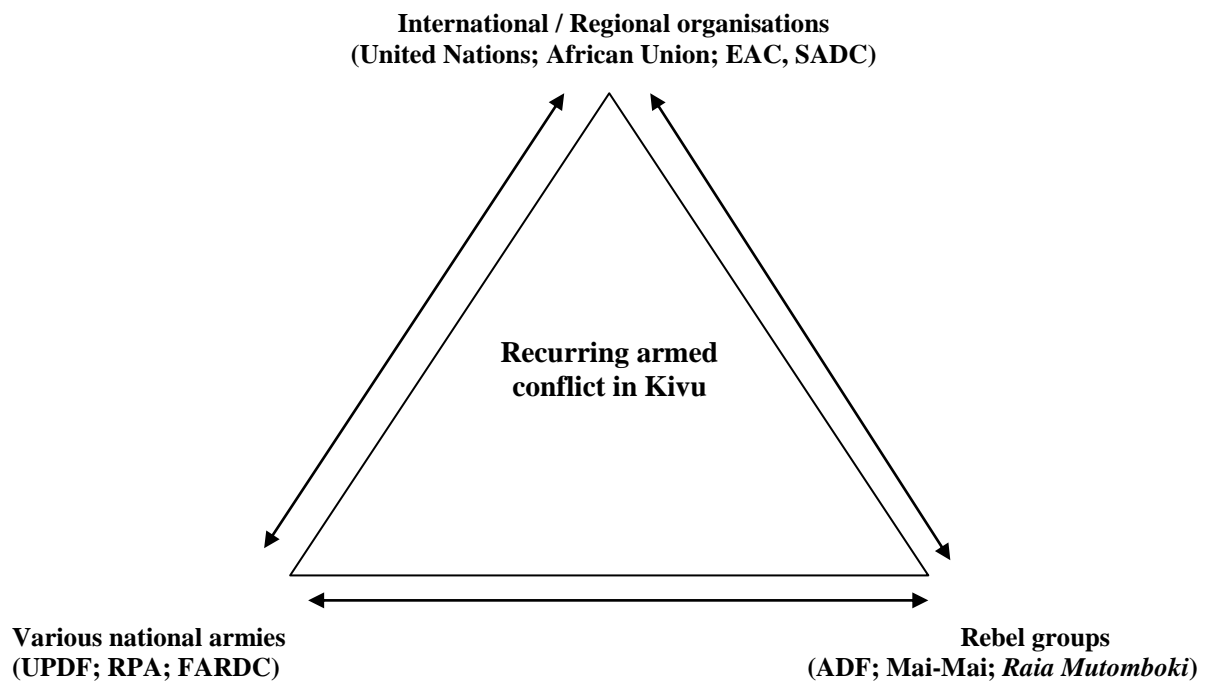 International / Regional organisations
(United Nations; African Union; EAC, SADC)
Recurring armed
conflict in Kivu
Various national armies
(UPDF; RPA; FARDC)
Rebel groups
(ADF; Mai-Mai; Raia Mutomboki)